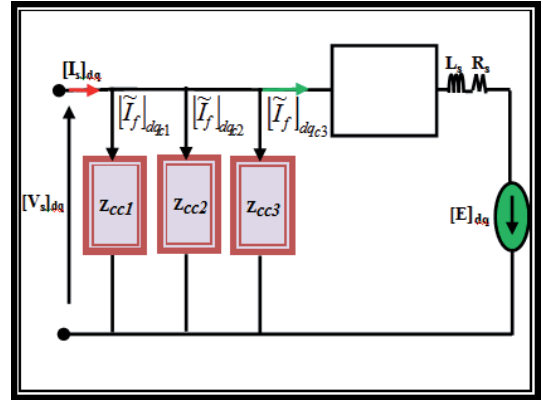 [I_s]_dq
L_s R_s
[Ĩ_f]_dqc1 [Ĩ_f]_dqc2 [Ĩ_f]_dqc3
[V_s]_dq
Z_cc1 Z_cc2 Z_cc3
[E]_dq